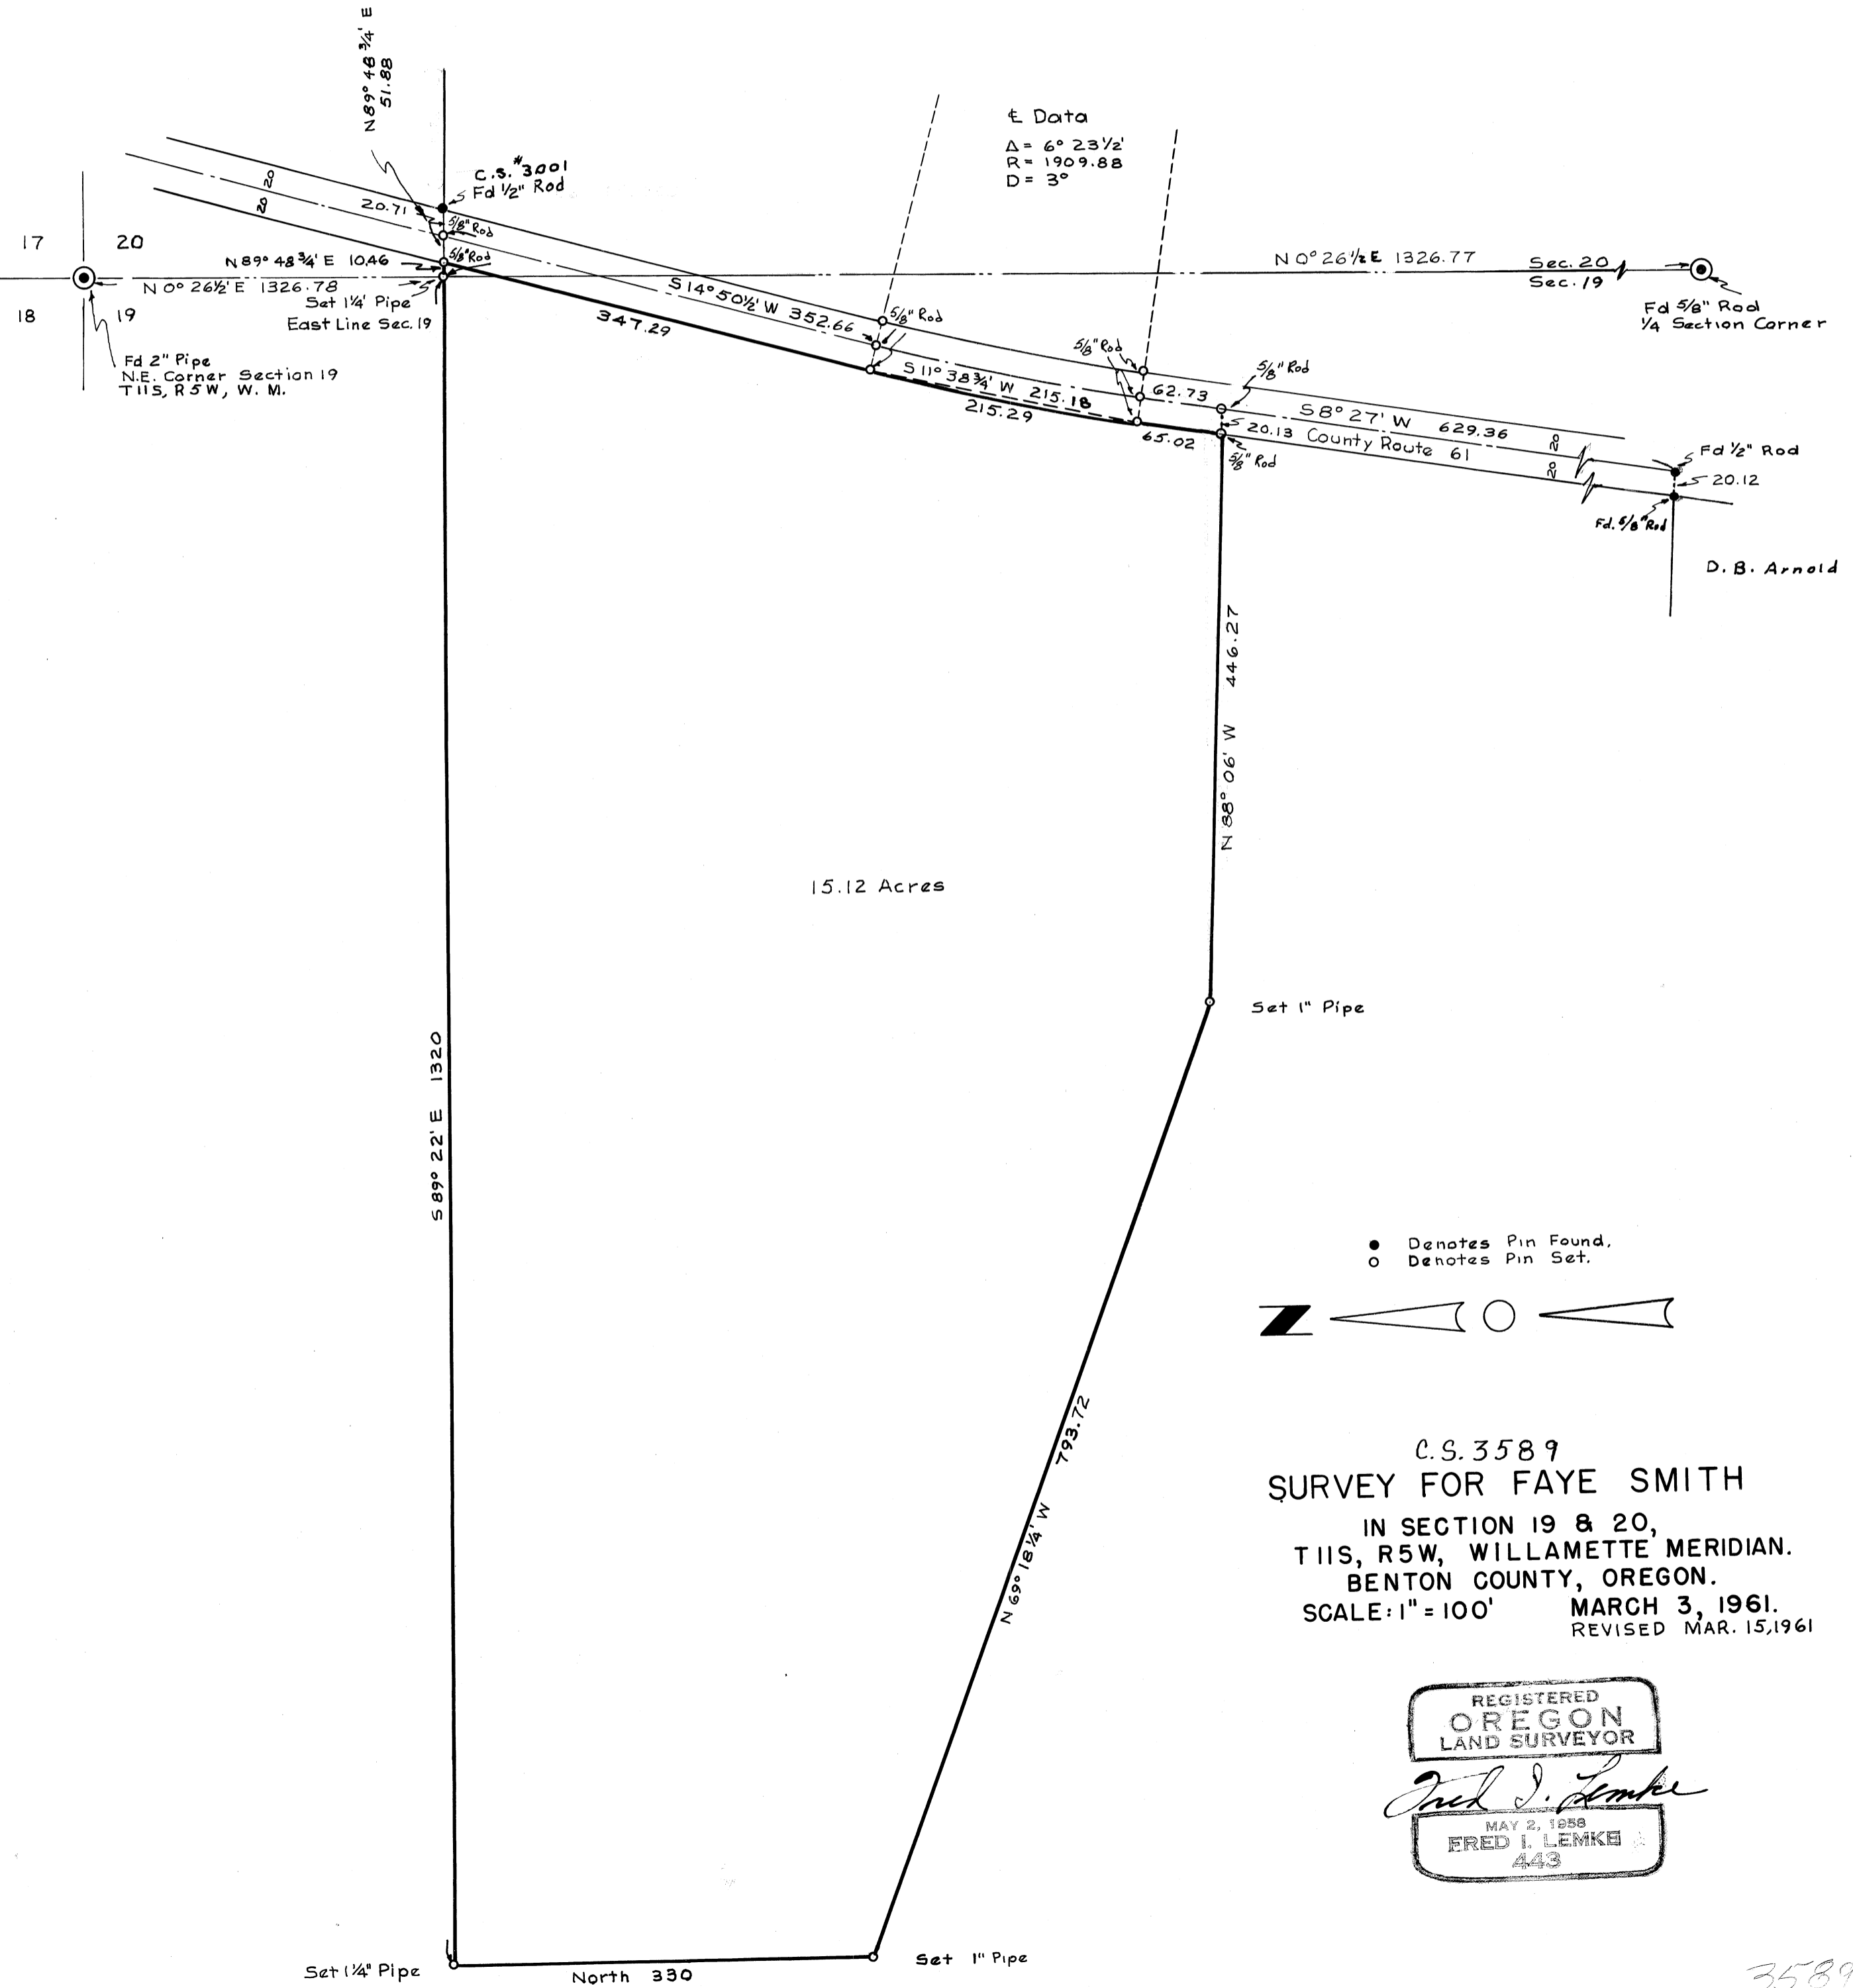 N 89° 48 3/4' E
51.88
℄ Data
Δ = 6° 23 1/2'
R = 1909.88
D = 3°
C.S. #3001
Fd 1/2" Rod
20
20
20.71
5/8" Rod
17
20
18
19
N 89° 48 3/4' E 10.46
5/8" Rod
N 0° 26 1/2' E 1326.78
Set 1 1/4' Pipe
East Line Sec. 19
Fd 2" Pipe
N.E. Corner Section 19
T11S, R5W, W. M.
N 0° 26 1/2 E 1326.77
Sec. 20
Sec. 19
Fd 5/8" Rod
1/4 Section Corner
S 14° 50 1/2' W 352.66
347.29
5/8" Rod
S 11° 38 3/4' W 215.18
215.29
5/8" Rod
62.73
5/8" Rod
65.02
20.13
5/8" Rod
S 8° 27' W 629.36
County Route 61
20
20
Fd 1/2" Rod
20.12
Fd. 5/8" Rod
D. B. Arnold
N 88° 06' W 446.27
15.12 Acres
Set 1" Pipe
S 89° 22' E 1320
N 69° 18 1/4' W 793.72
Set 1 1/4" Pipe
North 330
Set 1" Pipe
● Denotes Pin Found.
○ Denotes Pin Set.
N
C.S. 3589
SURVEY FOR FAYE SMITH
IN SECTION 19 & 20,
T11S, R5W, WILLAMETTE MERIDIAN.
BENTON COUNTY, OREGON.
SCALE: 1" = 100' MARCH 3, 1961.
REVISED MAR. 15, 1961
REGISTERED
OREGON
LAND SURVEYOR
Fred I. Lemke
MAY 2, 1958
FRED I. LEMKE
443
3589